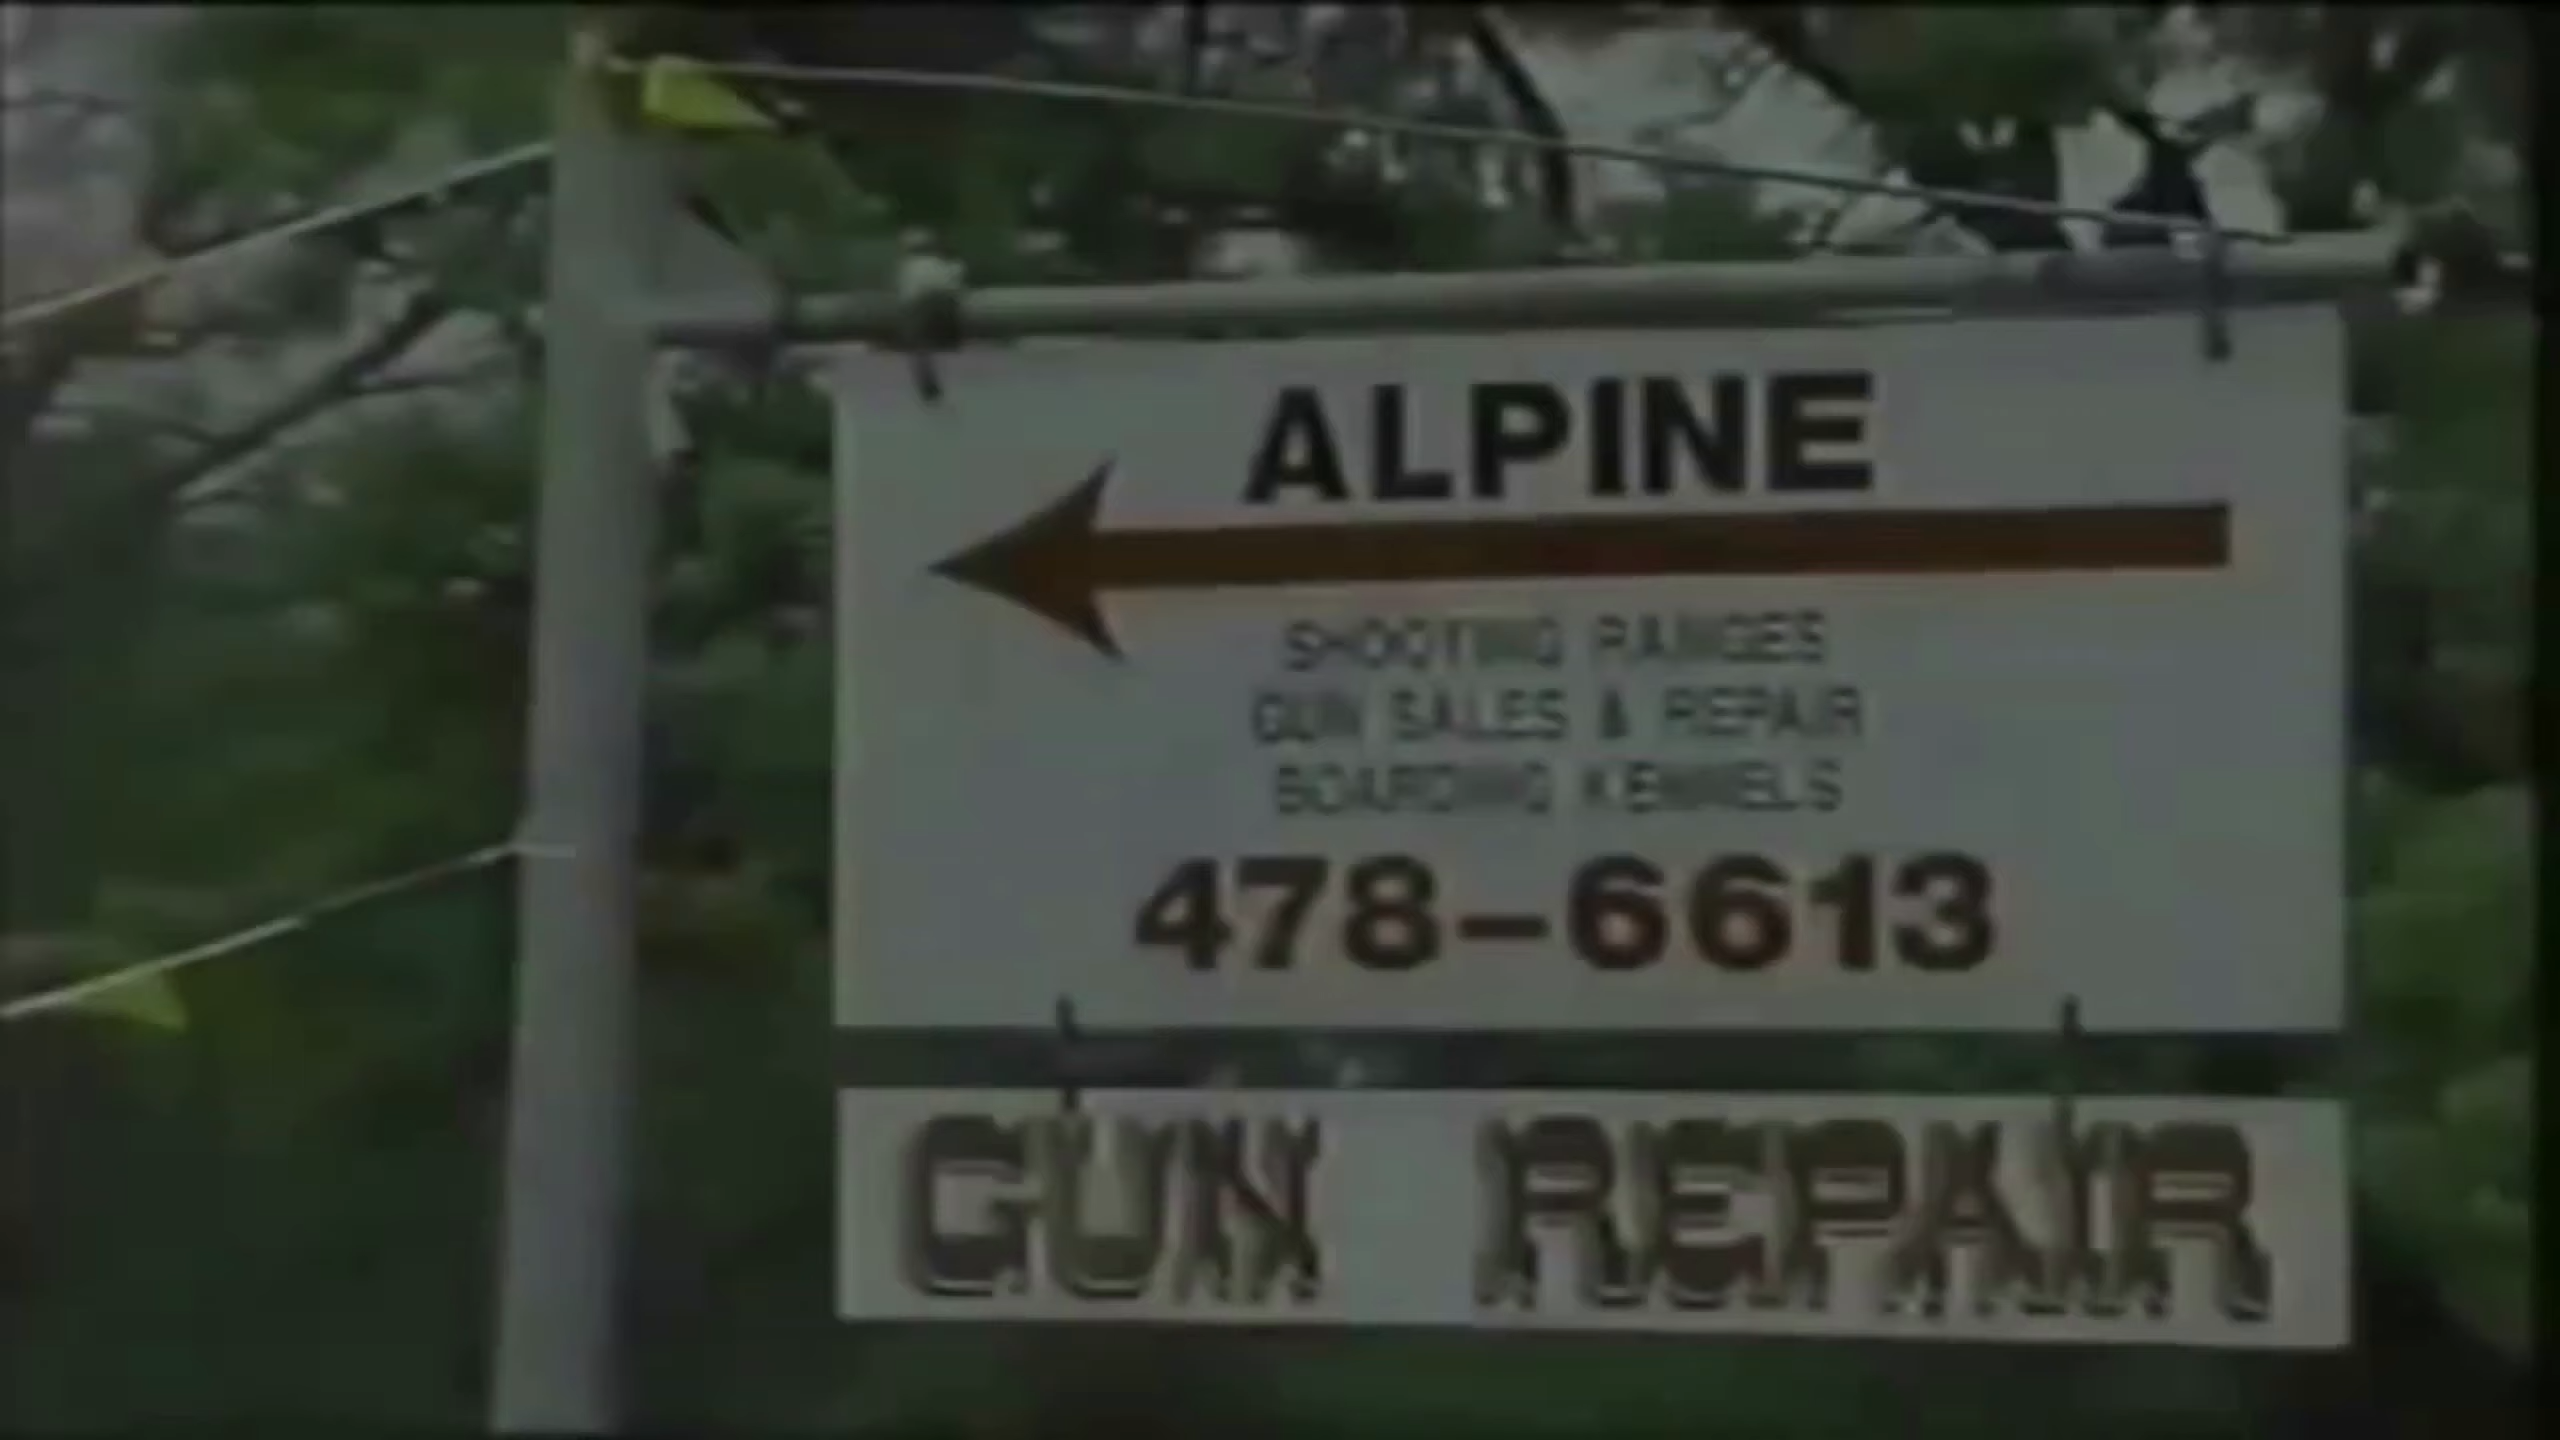 ALPINE
SHOOTING RANGES
GUN SALES & REPAIR
BOARDING KENNELS
478-6613
GUN REPAIR